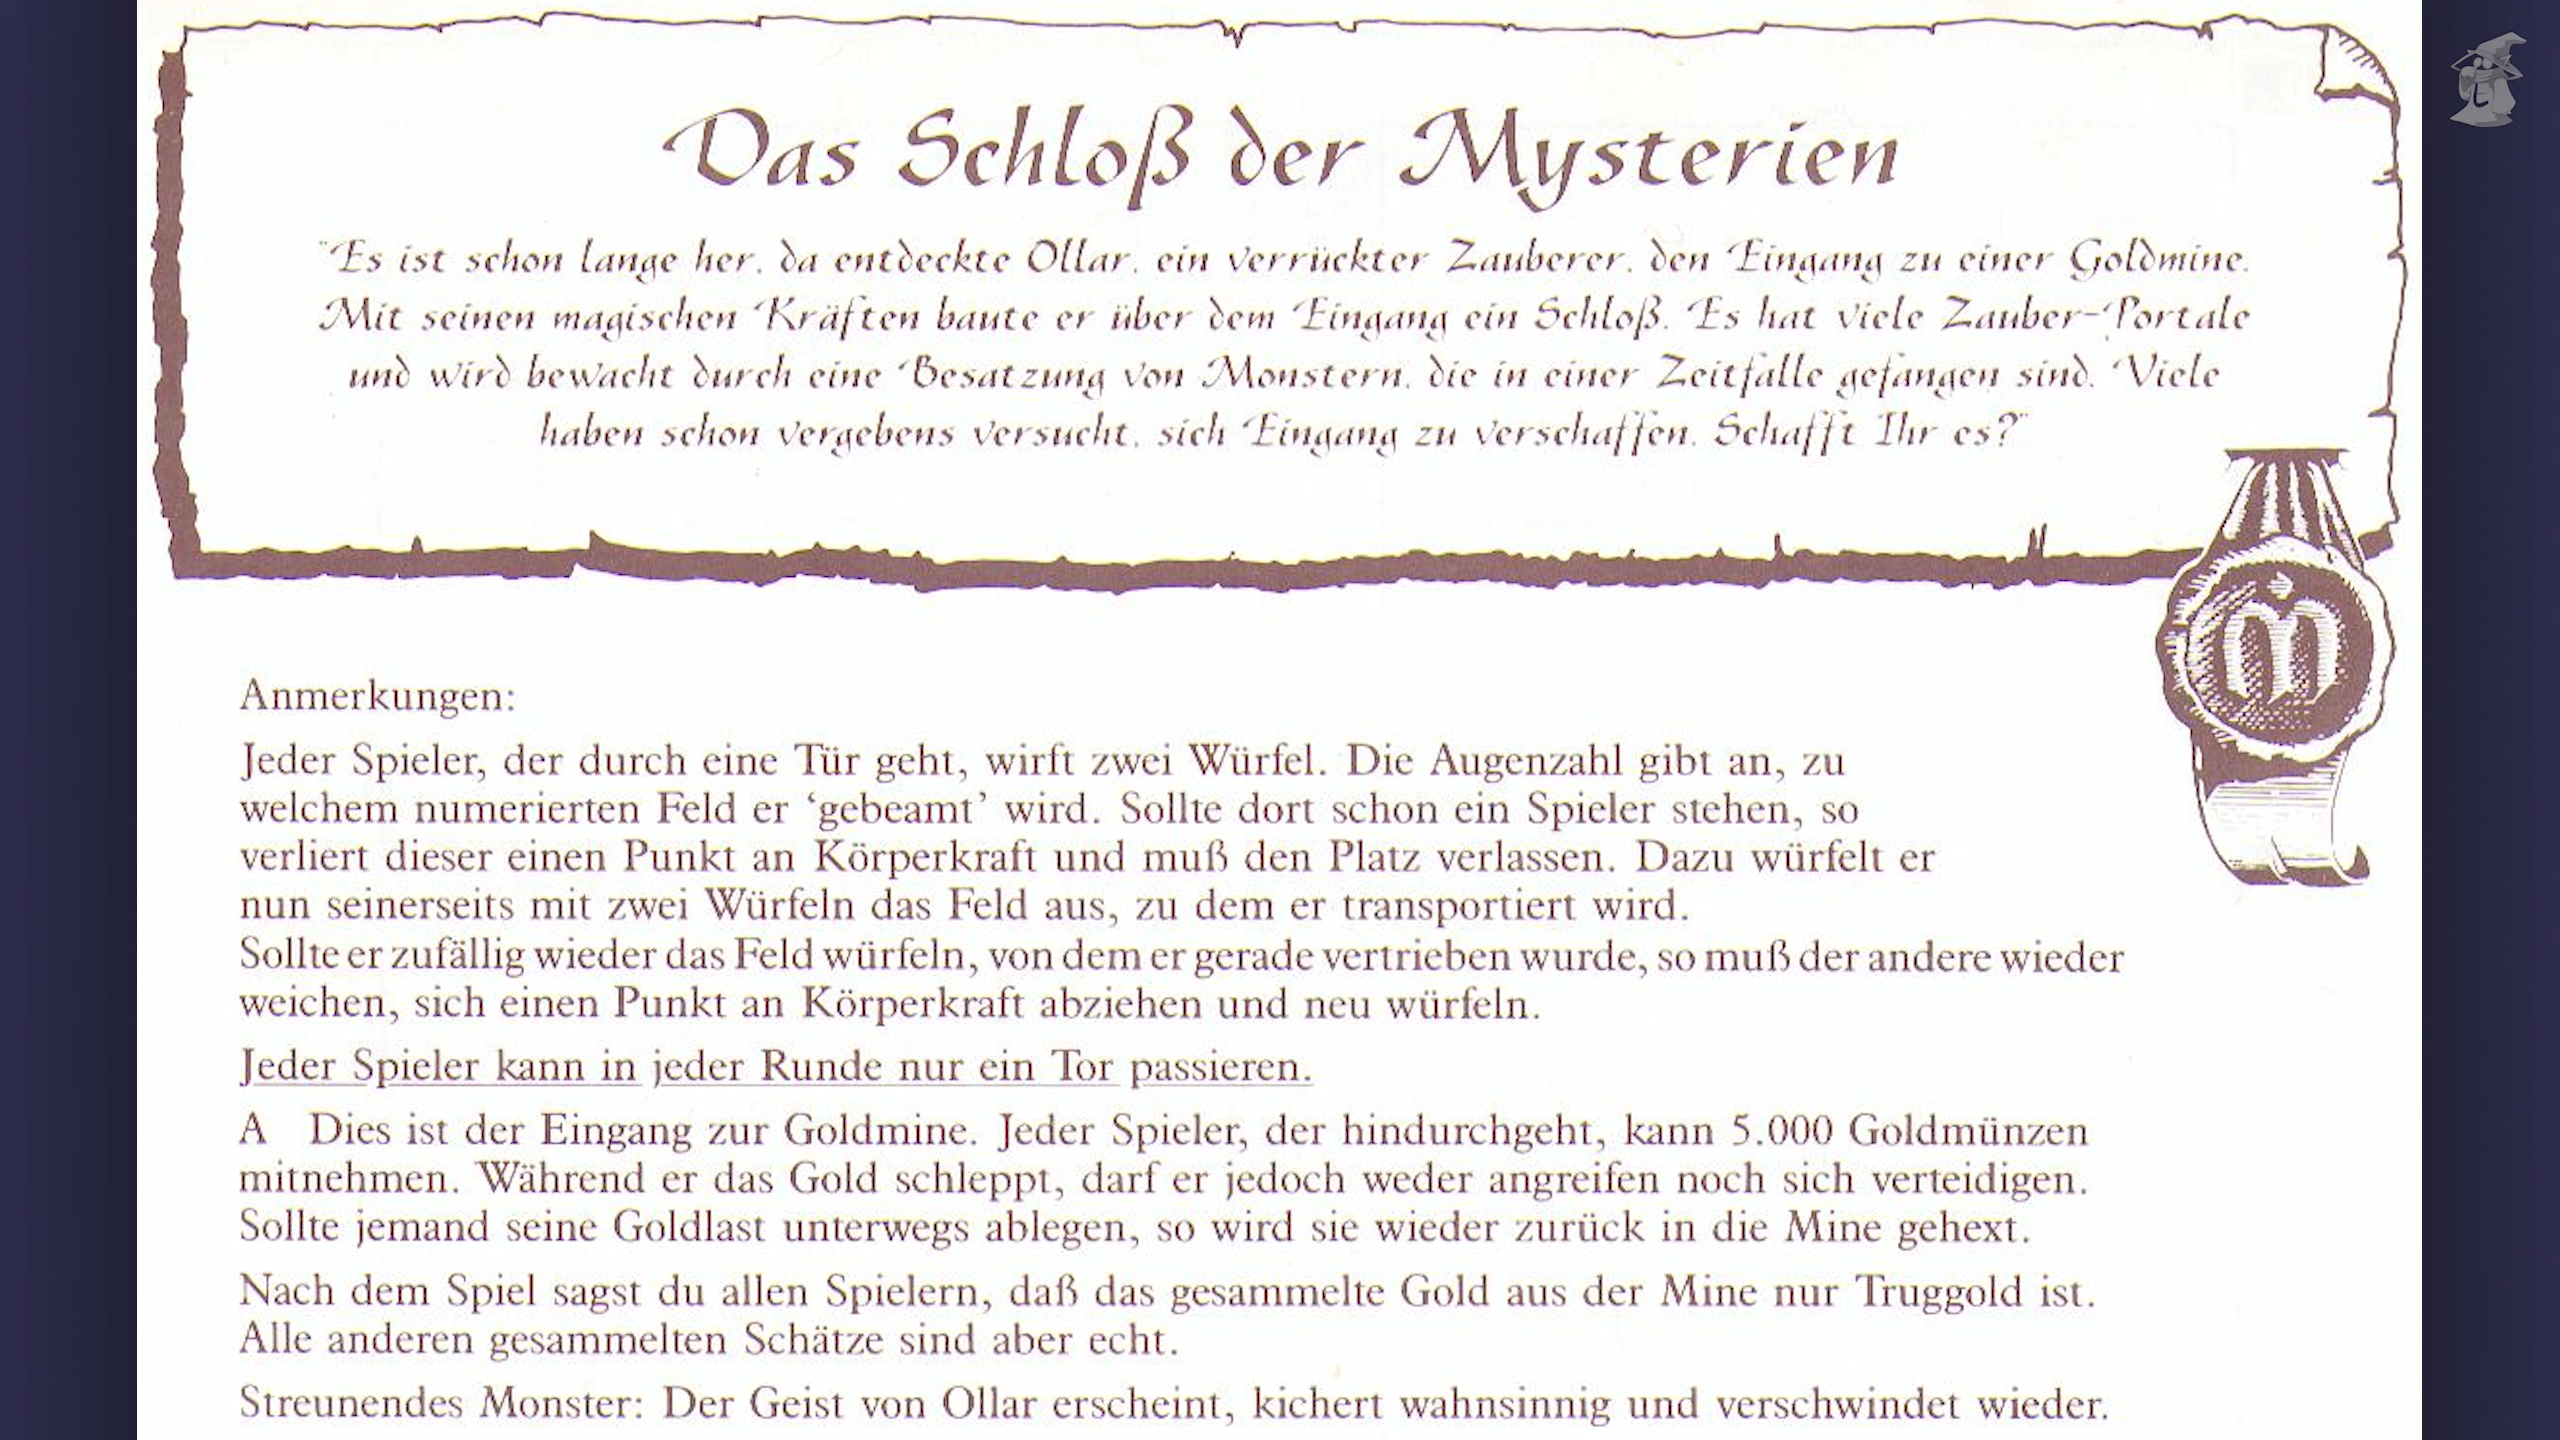 Das Schloß der Mysterien
"Es ist schon lange her, da entdeckte Ollar, ein verrückter Zauberer, den Eingang zu einer Goldmine.
Mit seinen magischen Kräften baute er über dem Eingang ein Schloß. Es hat viele Zauber-Portale
und wird bewacht durch eine Besatzung von Monstern, die in einer Zeitfalle gefangen sind. Viele
haben schon vergebens versucht, sich Eingang zu verschaffen. Schafft Ihr es?"
M
Anmerkungen:
Jeder Spieler, der durch eine Tür geht, wirft zwei Würfel. Die Augenzahl gibt an, zu
welchem numerierten Feld er ‘gebeamt’ wird. Sollte dort schon ein Spieler stehen, so
verliert dieser einen Punkt an Körperkraft und muß den Platz verlassen. Dazu würfelt er
nun seinerseits mit zwei Würfeln das Feld aus, zu dem er transportiert wird.
Sollte er zufällig wieder das Feld würfeln, von dem er gerade vertrieben wurde, so muß der andere wieder
weichen, sich einen Punkt an Körperkraft abziehen und neu würfeln.
Jeder Spieler kann in jeder Runde nur ein Tor passieren.
A Dies ist der Eingang zur Goldmine. Jeder Spieler, der hindurchgeht, kann 5.000 Goldmünzen
mitnehmen. Während er das Gold schleppt, darf er jedoch weder angreifen noch sich verteidigen.
Sollte jemand seine Goldlast unterwegs ablegen, so wird sie wieder zurück in die Mine gehext.
Nach dem Spiel sagst du allen Spielern, daß das gesammelte Gold aus der Mine nur Truggold ist.
Alle anderen gesammelten Schätze sind aber echt.
Streunendes Monster: Der Geist von Ollar erscheint, kichert wahnsinnig und verschwindet wieder.